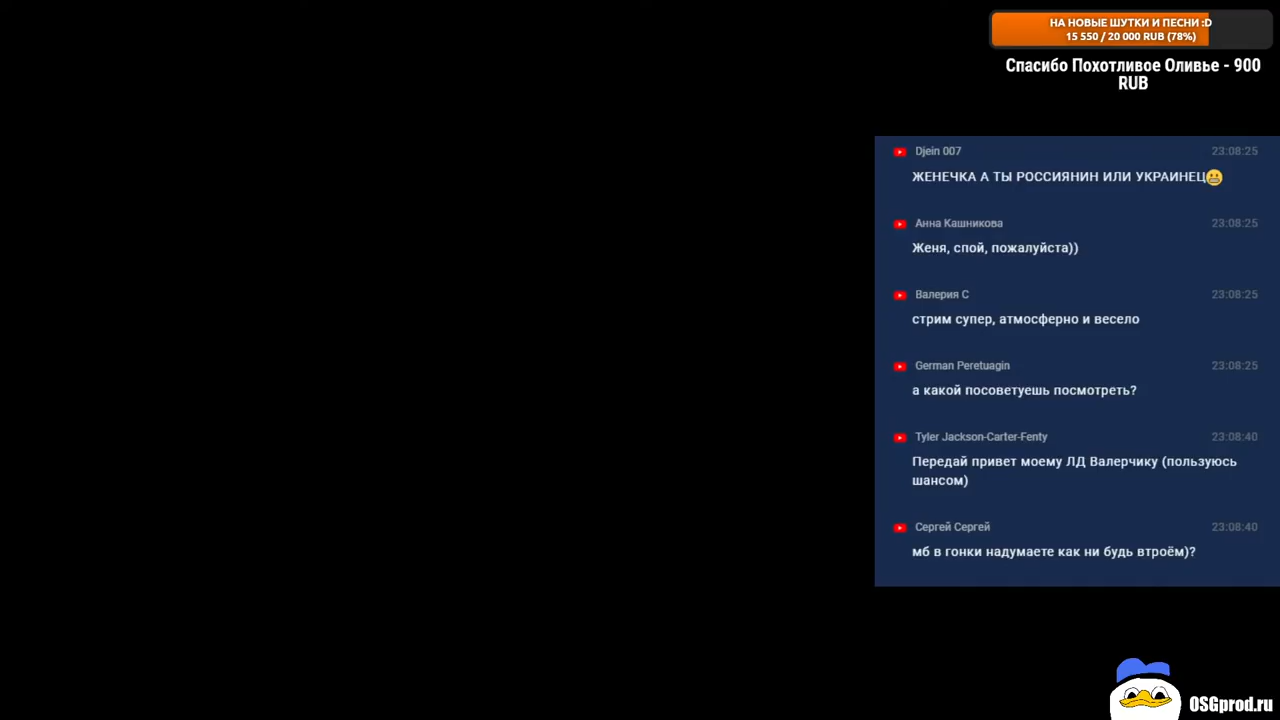 НА НОВЫЕ ШУТКИ И ПЕСНИ :D
15 550 / 20 000 RUB (78%)
Спасибо Похотливое Оливье - 900
RUB
Djein 007 23:08:25
ЖЕНЕЧКА А ТЫ РОССИЯНИН ИЛИ УКРАИНЕЦ😬
Анна Кашникова 23:08:25
Женя, спой, пожалуйста))
Валерия С 23:08:25
стрим супер, атмосферно и весело
German Peretuagin 23:08:25
а какой посоветуешь посмотреть?
Tyler Jackson-Carter-Fenty 23:08:40
Передай привет моему ЛД Валерчику (пользуюсь
шансом)
Сергей Сергей 23:08:40
мб в гонки надумаете как ни будь втроём)?
OSGprod.ru